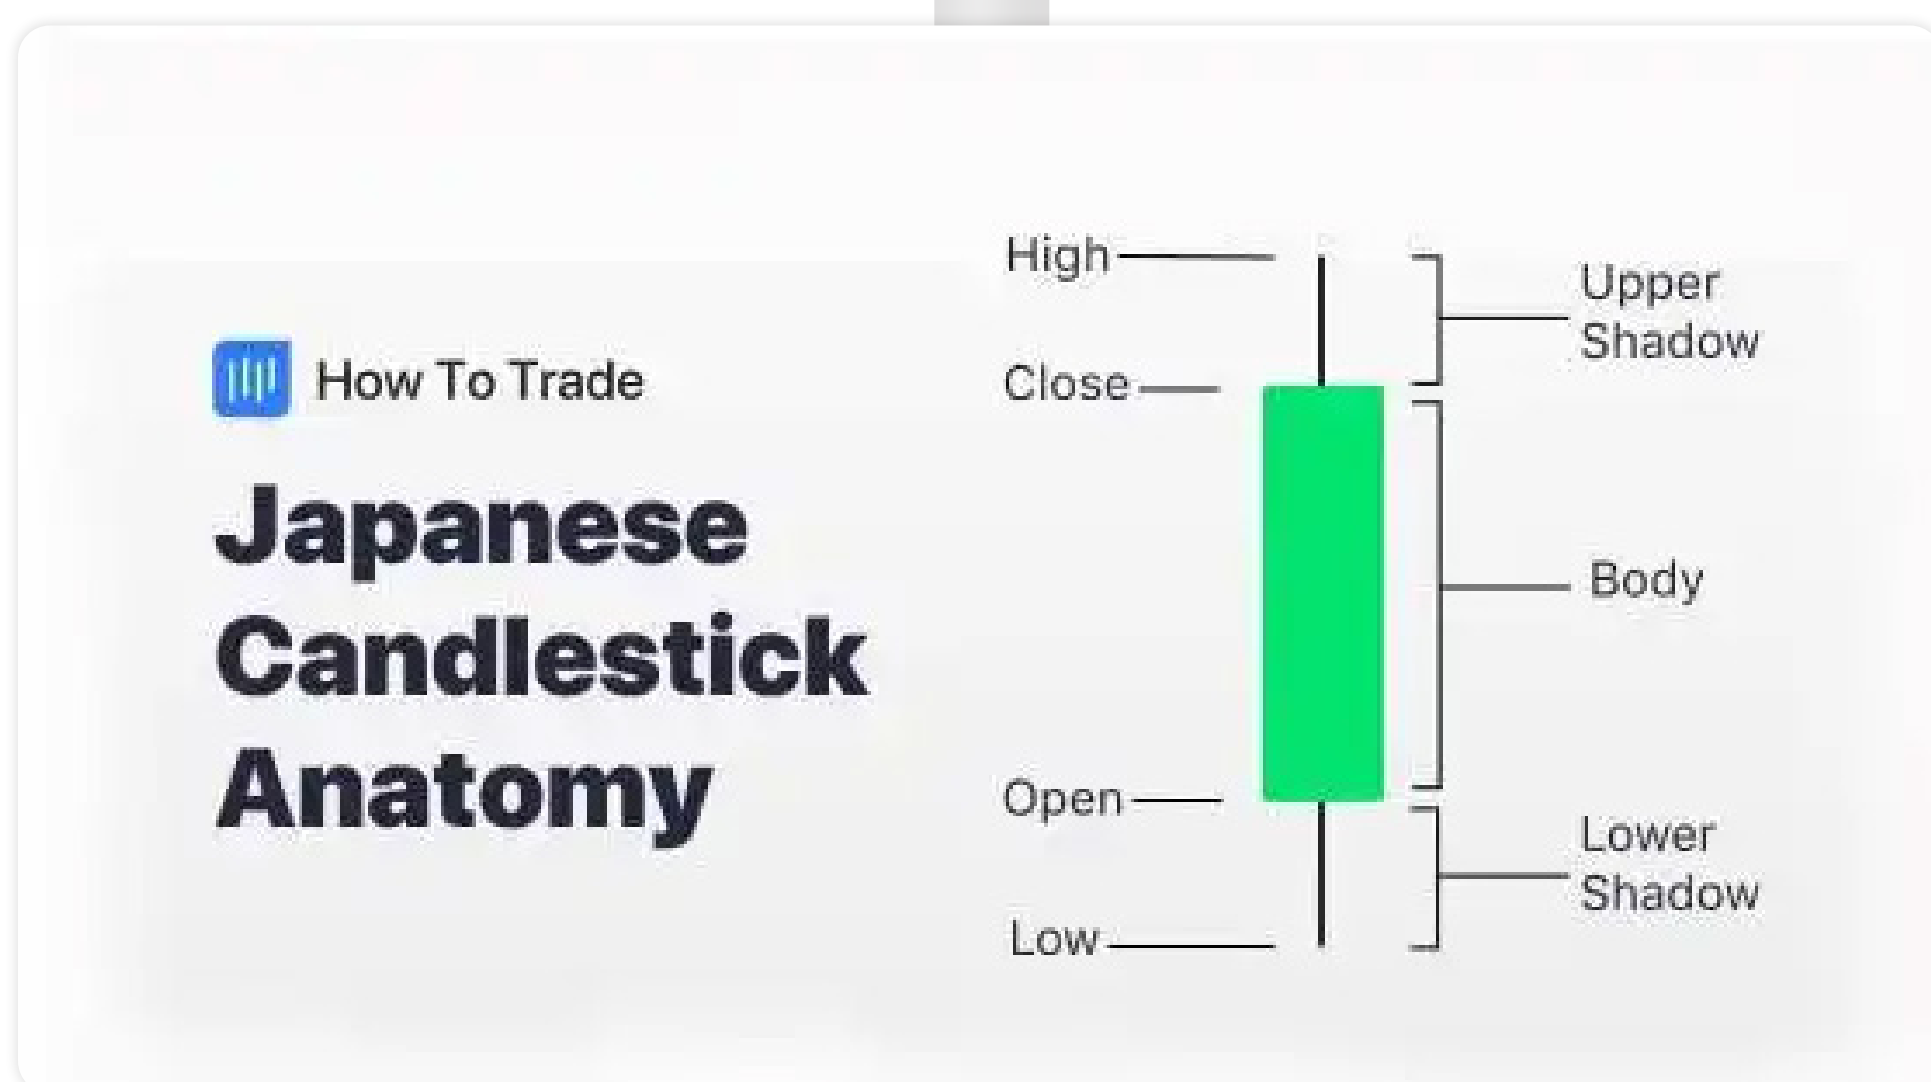 How To Trade
Japanese
Candlestick
Anatomy
High
Close
Open
Low
Upper
Shadow
Body
Lower
Shadow